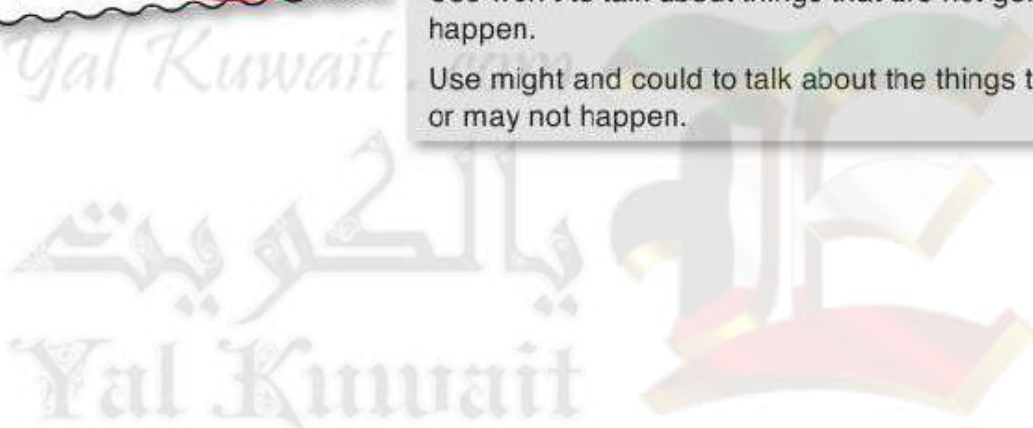 happen.
Use might and could to talk about the things
or may not happen.
Yal Kuwait .com
يالكويت
Yal Kuwait